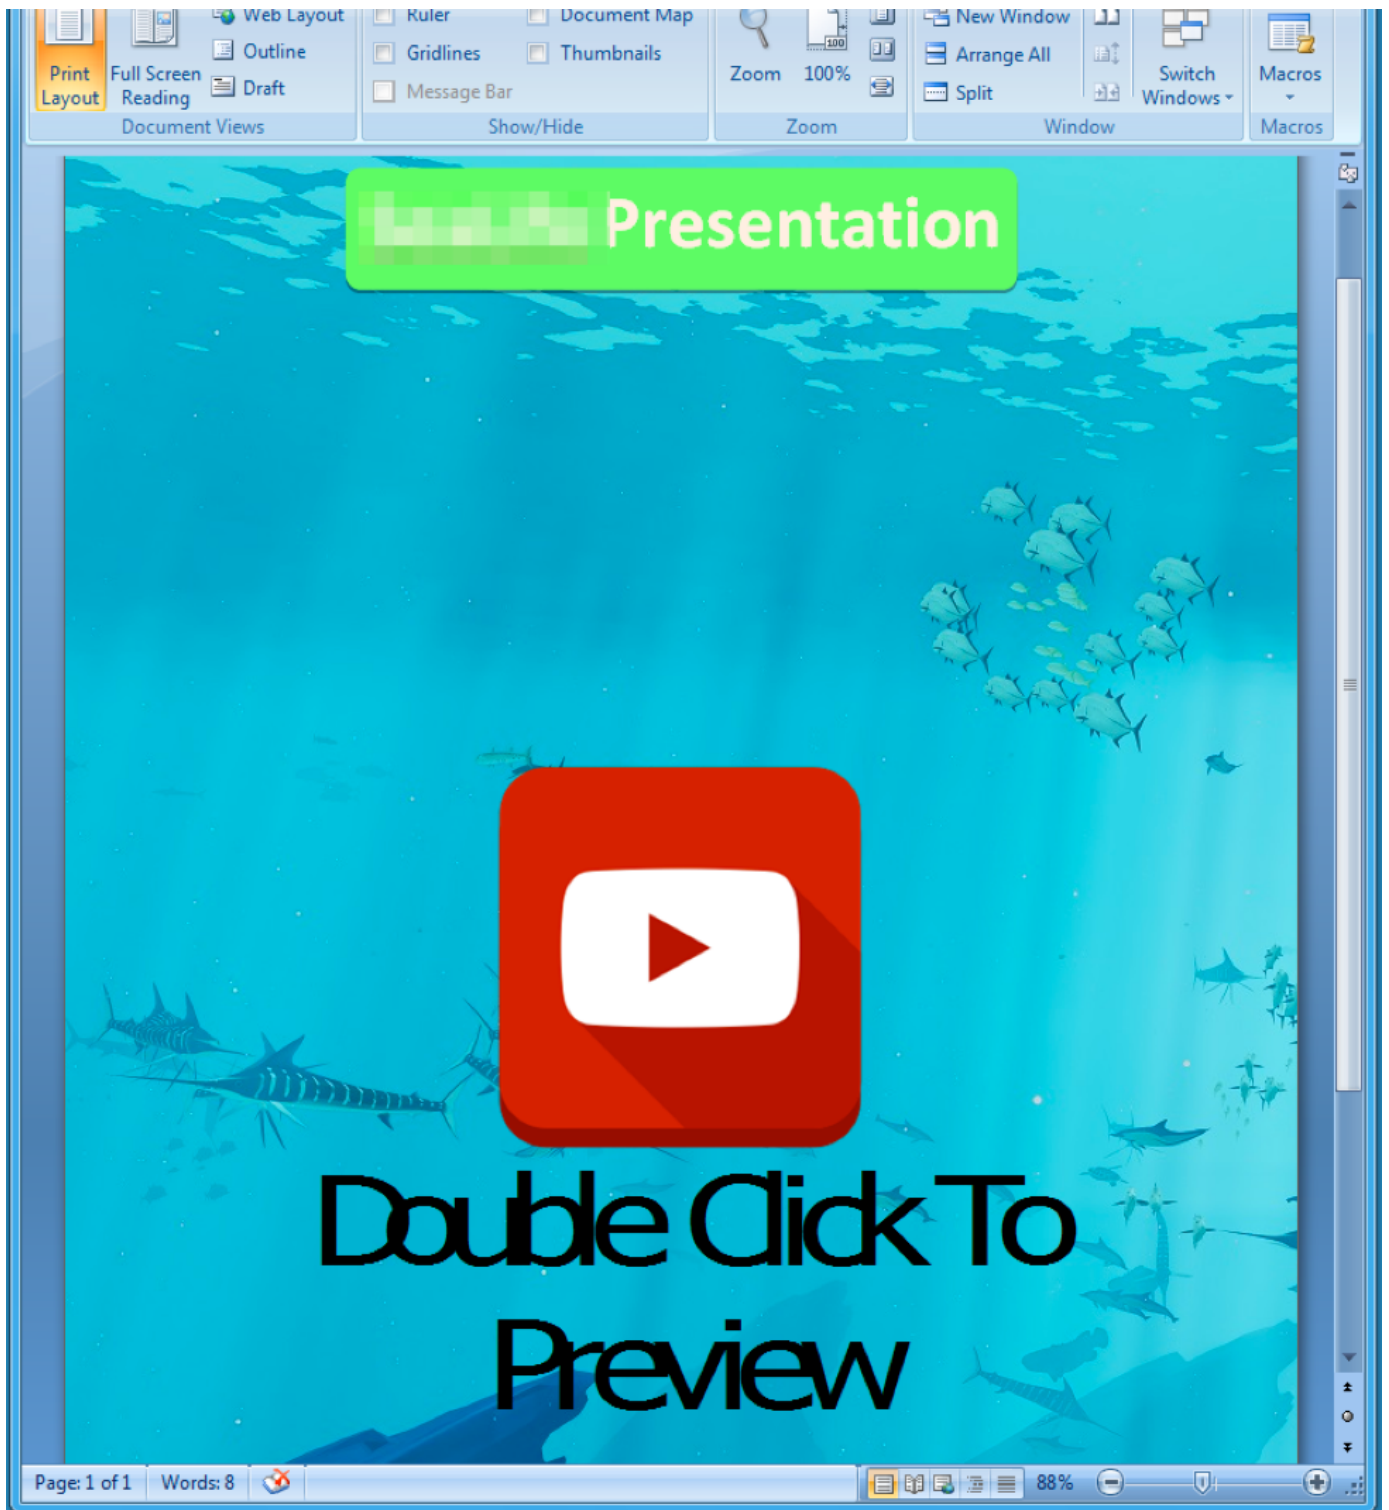 Web Layout Ruler Document Map New Window
Outline Gridlines Thumbnails Arrange All
Print Layout Full Screen Reading Draft Message Bar Zoom 100% Split Switch Windows Macros
Document Views Show/Hide Zoom Window Macros
100
Presentation
Double Click To
Preview
Page: 1 of 1 Words: 8 88%